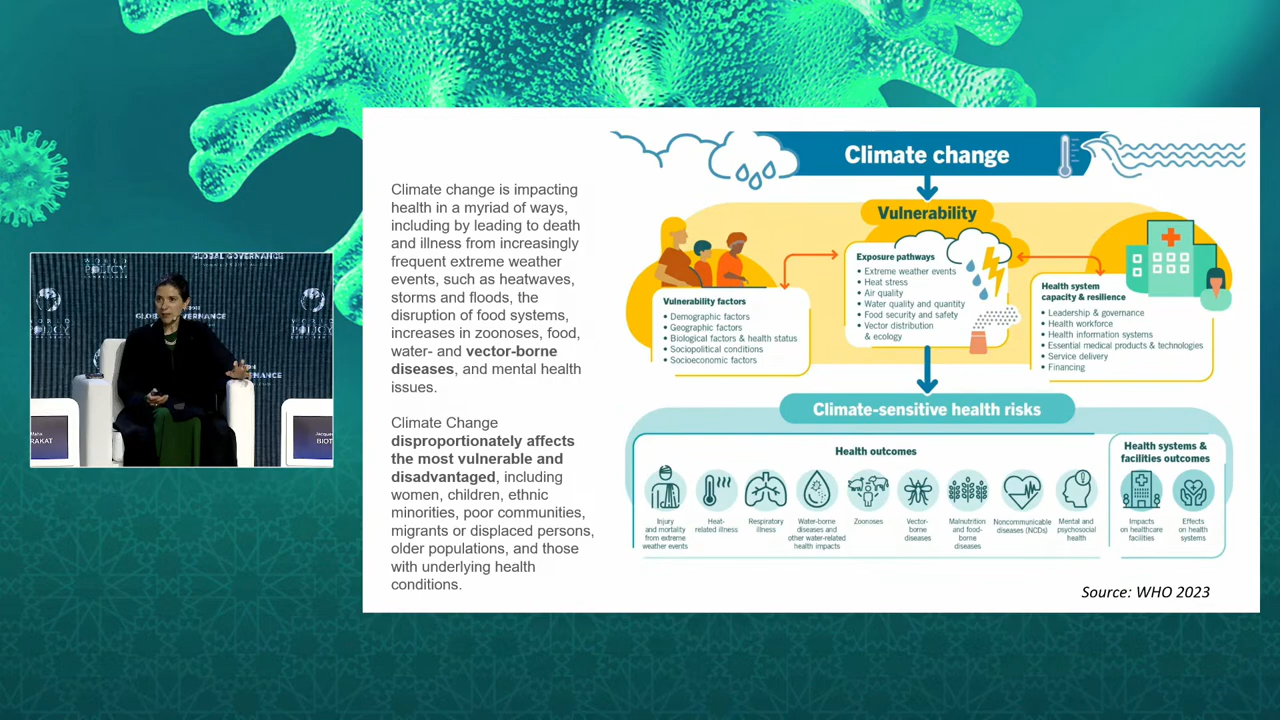 Climate change is impacting
health in a myriad of ways,
including by leading to death
and illness from increasingly
frequent extreme weather
events, such as heatwaves,
storms and floods, the
disruption of food systems,
increases in zoonoses, food,
water- and vector-borne
diseases, and mental health
issues.
Climate Change
disproportionately affects
the most vulnerable and
disadvantaged, including
women, children, ethnic
minorities, poor communities,
migrants or displaced persons,
older populations, and those
with underlying health
conditions.
Climate change
Vulnerability
Vulnerability factors
• Demographic factors
• Geographic factors
• Biological factors & health status
• Sociopolitical conditions
• Socioeconomic factors
Exposure pathways
• Extreme weather events
• Heat stress
• Air quality
• Water quality and quantity
• Food security and safety
• Vector distribution
& ecology
Health system
capacity & resilience
• Leadership & governance
• Health workforce
• Health information systems
• Essential medical products & technologies
• Service delivery
• Financing
Climate-sensitive health risks
Health outcomes
Injury
and mortality
from extreme
weather events
Heat-
related illness
Respiratory
illness
Water-borne
diseases and
other water-related
health impacts
Zoonoses
Vector-
borne
diseases
Malnutrition
and food-
borne
diseases
Noncommunicable
diseases (NCDs)
Mental and
psychosocial
health
Health systems &
facilities outcomes
Impacts
on healthcare
facilities
Effects
on health
systems
Source: WHO 2023
WORLD
POLICY
GLOBAL GOVERNANCE
WORLD
POLICY
GLOBAL GOVERNANCE
WORLD
POLICY
RAKAT
BIOT